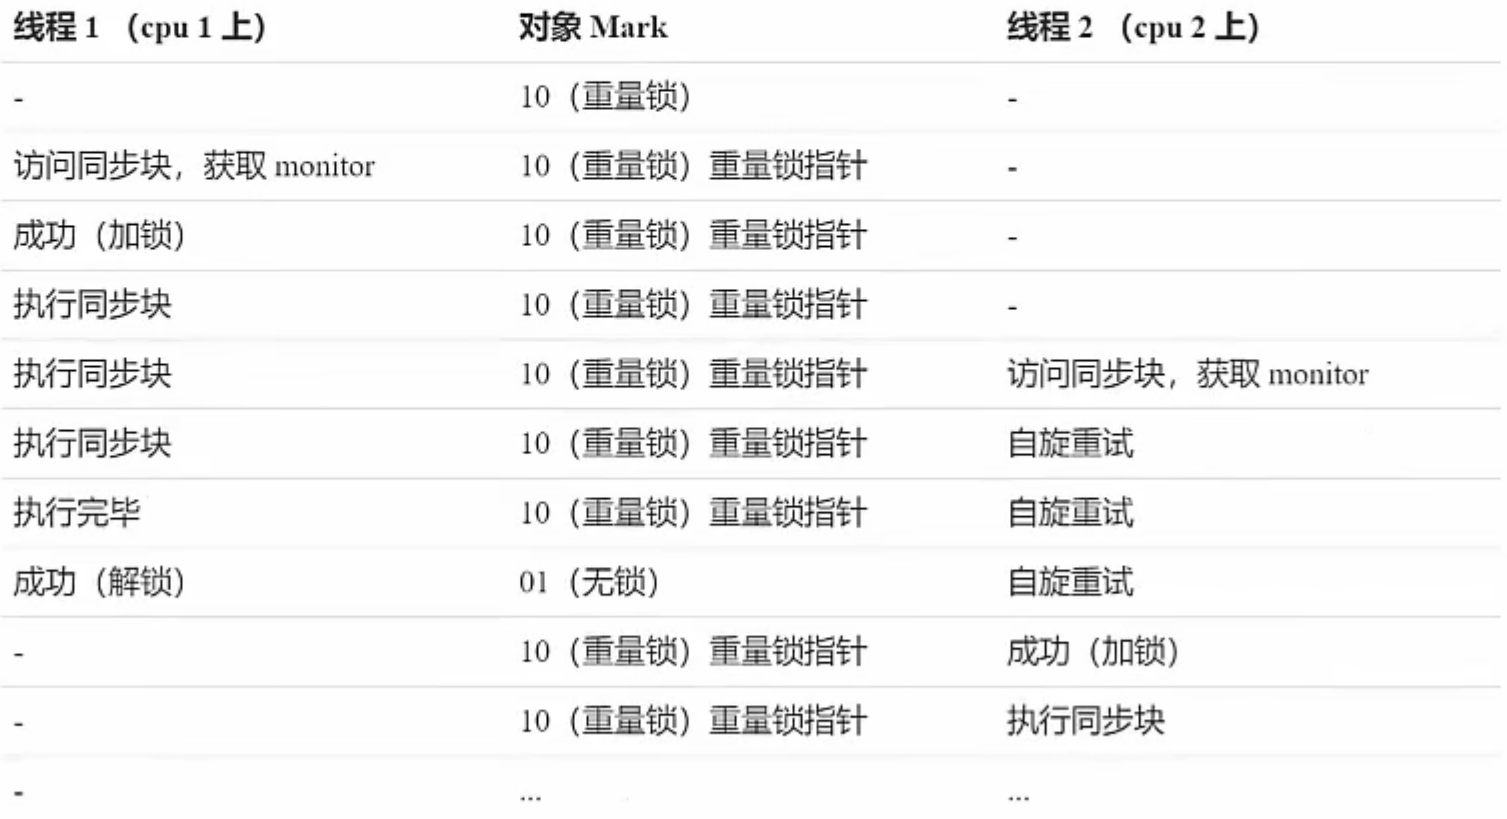 线程 1 （cpu 1 上） 对象 Mark 线程 2 （cpu 2 上）
- 10（重量锁） -
访问同步块，获取 monitor 10（重量锁）重量锁指针 -
成功（加锁） 10（重量锁）重量锁指针 -
执行同步块 10（重量锁）重量锁指针 -
执行同步块 10（重量锁）重量锁指针 访问同步块，获取 monitor
执行同步块 10（重量锁）重量锁指针 自旋重试
执行完毕 10（重量锁）重量锁指针 自旋重试
成功（解锁） 01（无锁） 自旋重试
- 10（重量锁）重量锁指针 成功（加锁）
- 10（重量锁）重量锁指针 执行同步块
- ... ...